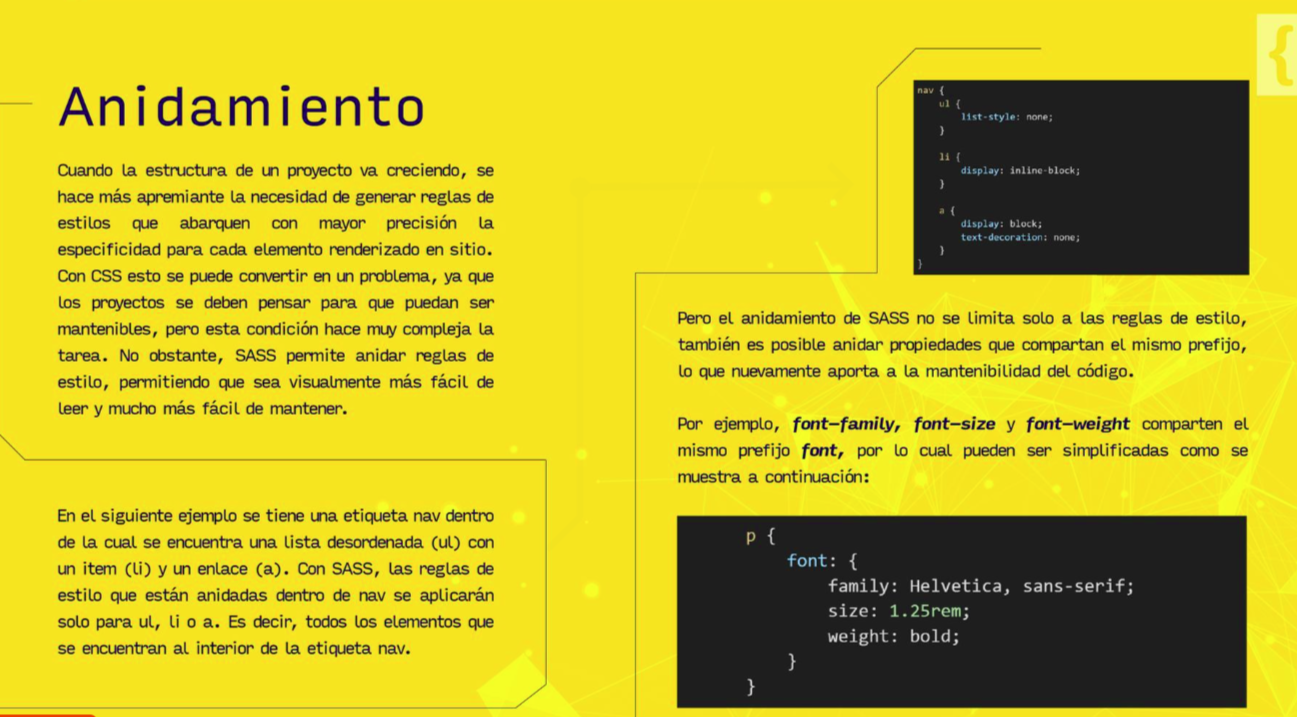 Anidamiento
Cuando la estructura de un proyecto va creciendo, se
hace más apremiante la necesidad de generar reglas de
estilos que abarquen con mayor precisión la
especificidad para cada elemento renderizado en sitio.
Con CSS esto se puede convertir en un problema, ya que
los proyectos se deben pensar para que puedan ser
mantenibles, pero esta condición hace muy compleja la
tarea. No obstante, SASS permite anidar reglas de
estilo, permitiendo que sea visualmente más fácil de
leer y mucho más fácil de mantener.
En el siguiente ejemplo se tiene una etiqueta nav dentro
de la cual se encuentra una lista desordenada (ul) con
un item (li) y un enlace (a). Con SASS, las reglas de
estilo que están anidadas dentro de nav se aplicarán
solo para ul, li o a. Es decir, todos los elementos que
se encuentran al interior de la etiqueta nav.
{
nav {
ul {
list-style: none;
}
li {
display: inline-block;
}
a {
display: block;
text-decoration: none;
}
}
Pero el anidamiento de SASS no se limita solo a las reglas de estilo,
también es posible anidar propiedades que compartan el mismo prefijo,
lo que nuevamente aporta a la mantenibilidad del código.
Por ejemplo, font-family, font-size y font-weight comparten el
mismo prefijo font, por lo cual pueden ser simplificadas como se
muestra a continuación:
p {
font: {
family: Helvetica, sans-serif;
size: 1.25rem;
weight: bold;
}
}